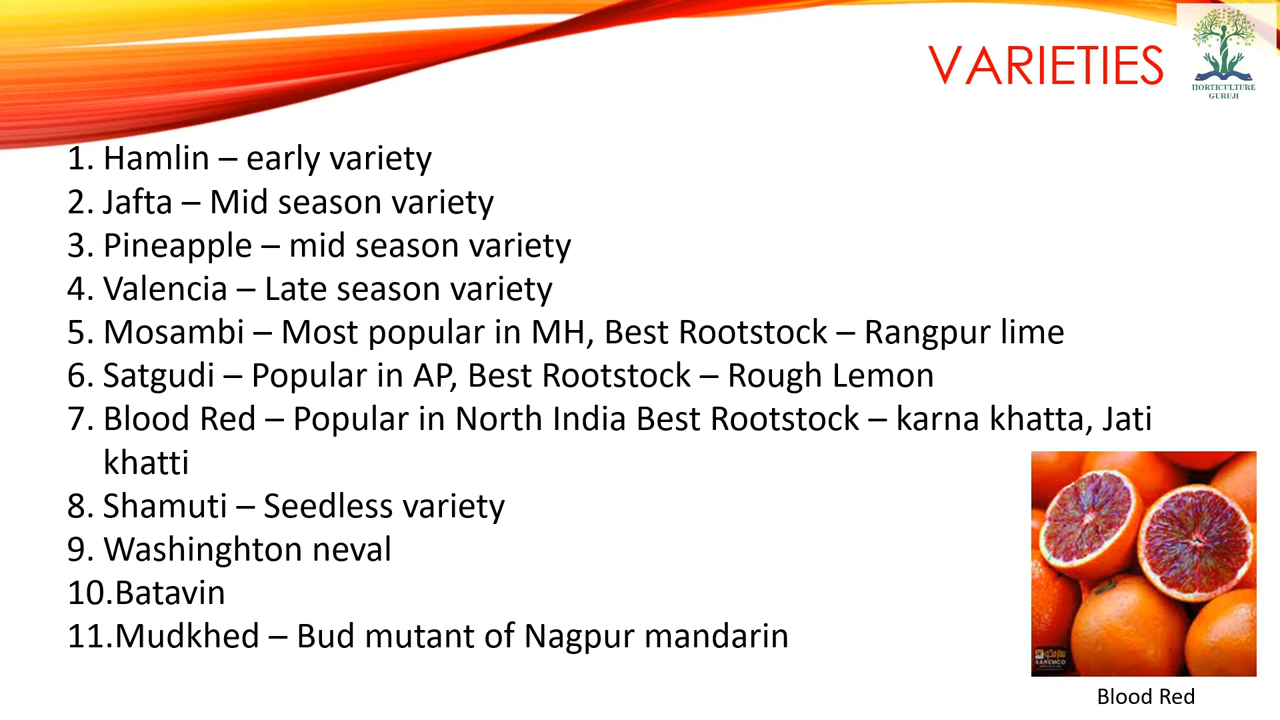 VARIETIES
HORTICULTURE
GURUJI
1. Hamlin – early variety
2. Jafta – Mid season variety
3. Pineapple – mid season variety
4. Valencia – Late season variety
5. Mosambi – Most popular in MH, Best Rootstock – Rangpur lime
6. Satgudi – Popular in AP, Best Rootstock – Rough Lemon
7. Blood Red – Popular in North India Best Rootstock – karna khatta, Jati
khatti
8. Shamuti – Seedless variety
9. Washinghton neval
10.Batavin
11.Mudkhed – Bud mutant of Nagpur mandarin
SAREMCO
Blood Red